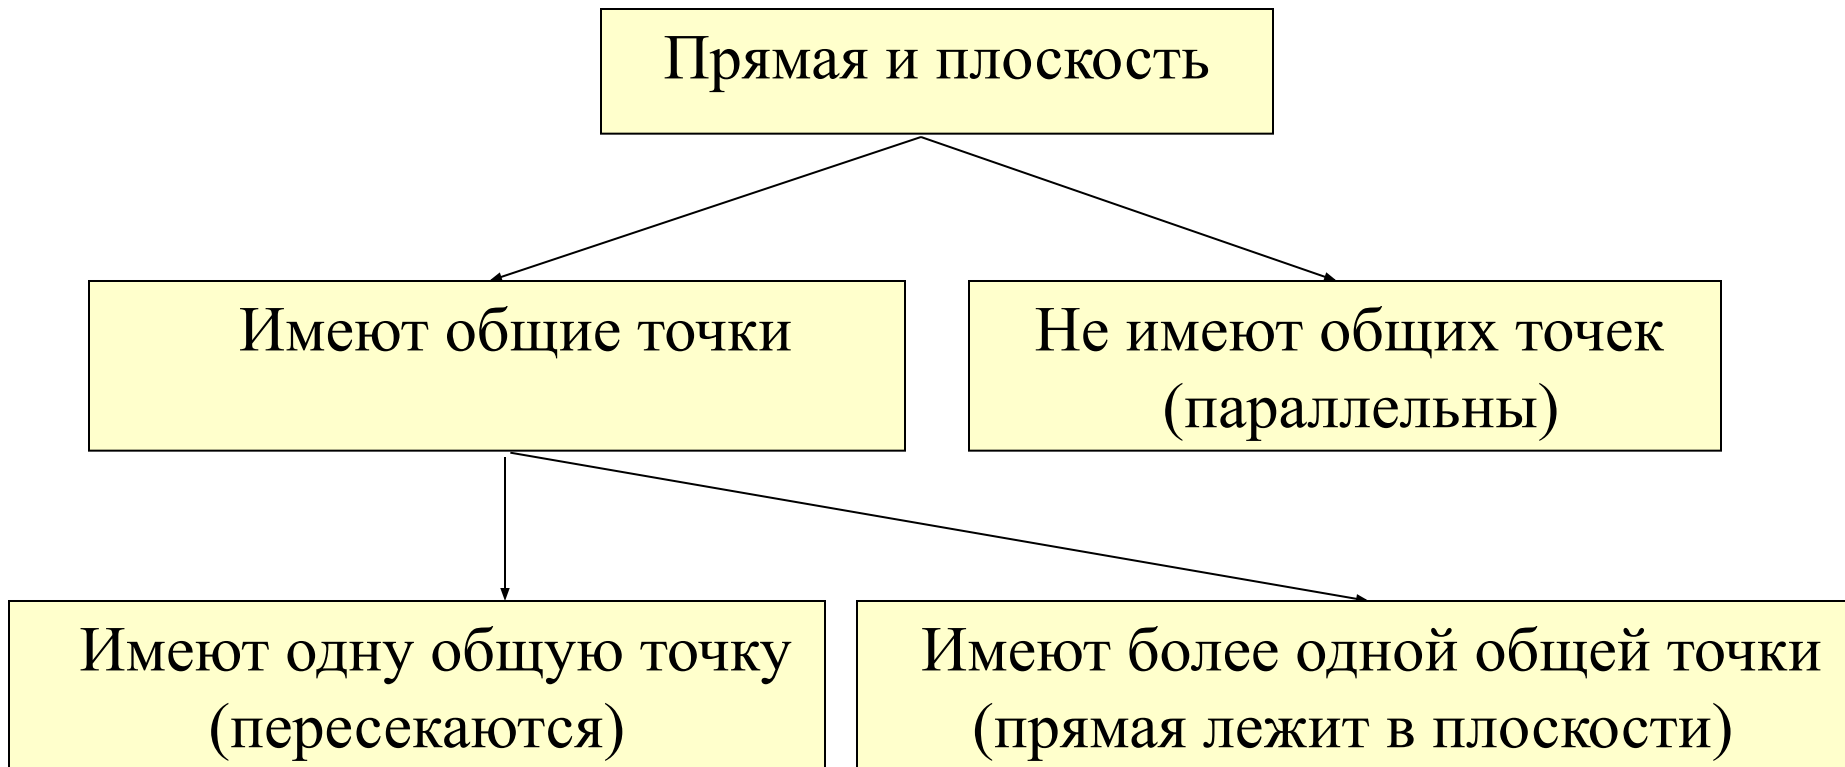 Прямая и плоскость
Имеют общие точки
Не имеют общих точек
(параллельны)
Имеют одну общую точку
(пересекаются)
Имеют более одной общей точки
(прямая лежит в плоскости)